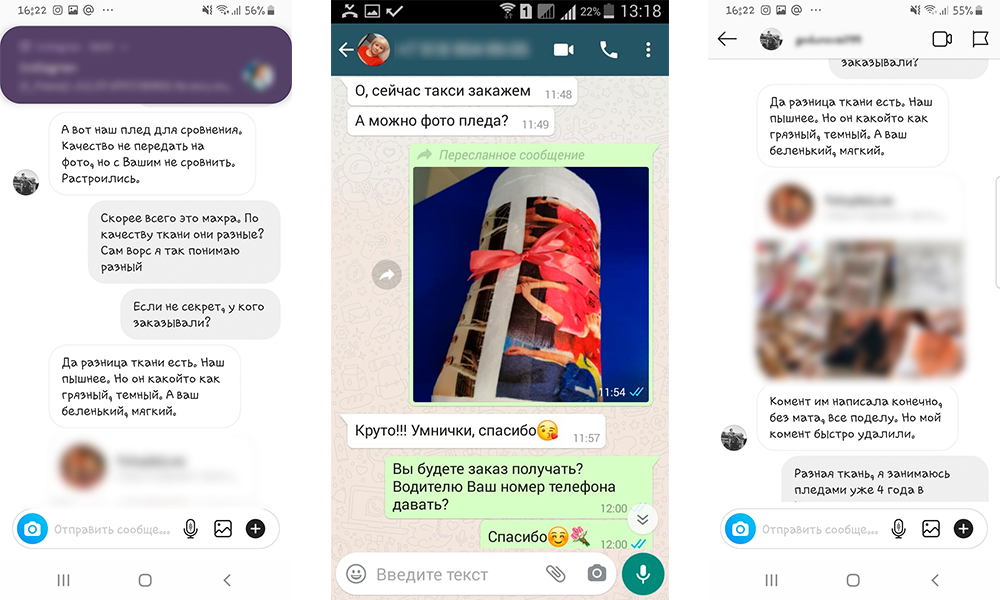 16:22
56%
А вот наш плед для сравнения.
Качество не передать на
фото, но с Вашим не сравнить.
Растроились.
Скорее всего это махра. По
качеству ткани они разные?
Сам ворс я так понимаю
разный
Если не секрет, у кого
заказывали?
Да разница ткани есть. Наш
пышнее. Но он какойто как
грязный, темный. А ваш
беленький, мягкий.
Отправить сообще...
22%
13:18
О, сейчас такси закажем
11:48
А можно фото пледа?
11:49
Пересланное сообщение
11:54
Круто!!! Умнички, спасибо😘
11:57
Вы будете заказ получать?
Водителю Ваш номер телефона
давать?
12:00
Спасибо☺️💐
12:00
Введите текст
16:22
55%
заказывали?
Да разница ткани есть. Наш
пышнее. Но он какойто как
грязный, темный. А ваш
беленький, мягкий.
Комент им написала конечно,
без мата, все поделу. Но мой
комент быстро удалили.
Разная ткань, я занимаюсь
пледами уже 4 года в
Отправить сообще...